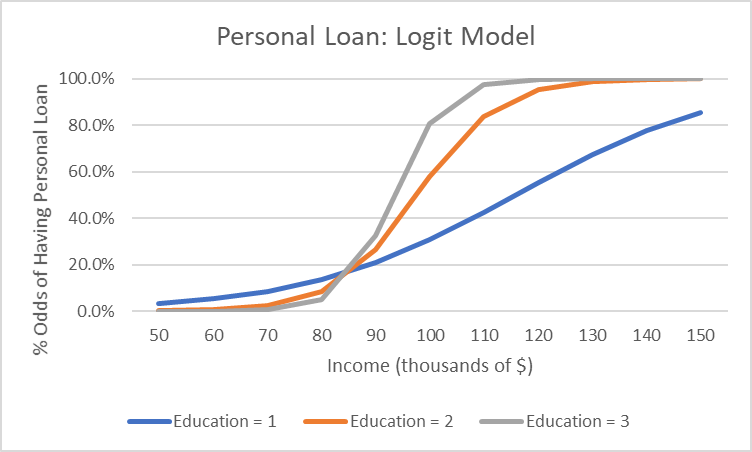 Personal Loan: Logit Model
% Odds of Having Personal Loan
100.0%
80.0%
60.0%
40.0%
20.0%
0.0%
50 60 70 80 90 100 110 120 130 140 150
Income (thousands of $)
Education = 1 Education = 2 Education = 3